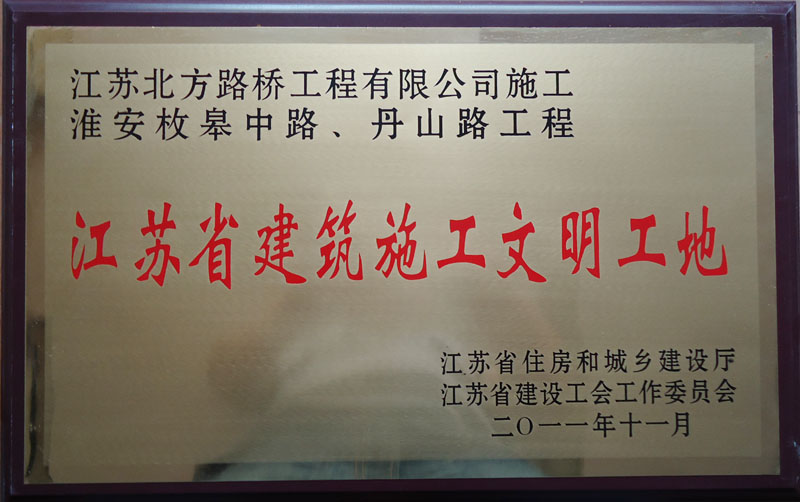 江苏北方路桥工程有限公司施工
淮安枚皋中路、丹山路工程
江苏省建筑施工文明工地
江苏省住房和城乡建设厅
江苏省建设工会工作委员会
二〇一一年十一月